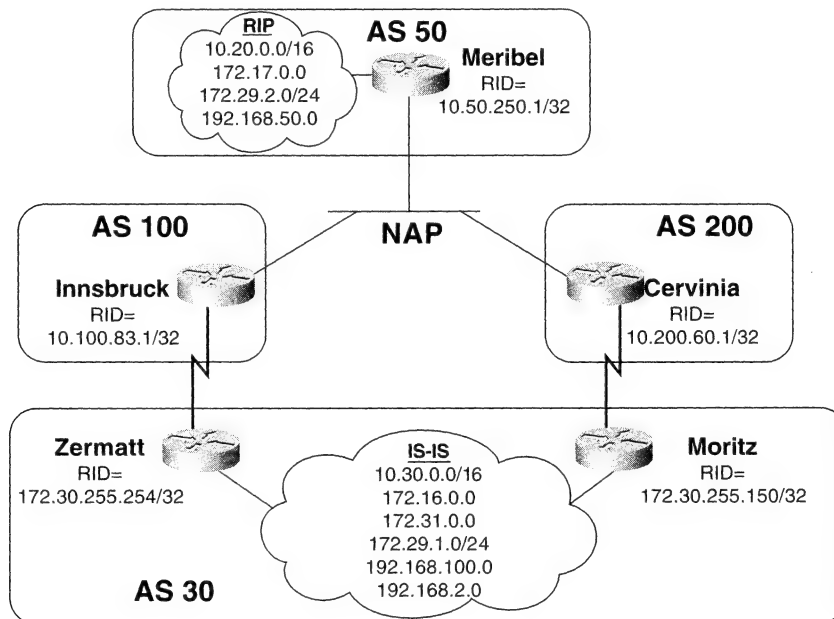 RIP
10.20.0.0/16
172.17.0.0
172.29.2.0/24
192.168.50.0
AS 50
Meribel
RID=
10.50.250.1/32
AS 100
Innsbruck
RID=
10.100.83.1/32
NAP
AS 200
Cervinia
RID=
10.200.60.1/32
Zermatt
RID=
172.30.255.254/32
IS-IS
10.30.0.0/16
172.16.0.0
172.31.0.0
172.29.1.0/24
192.168.100.0
192.168.2.0
Moritz
RID=
172.30.255.150/32
AS 30